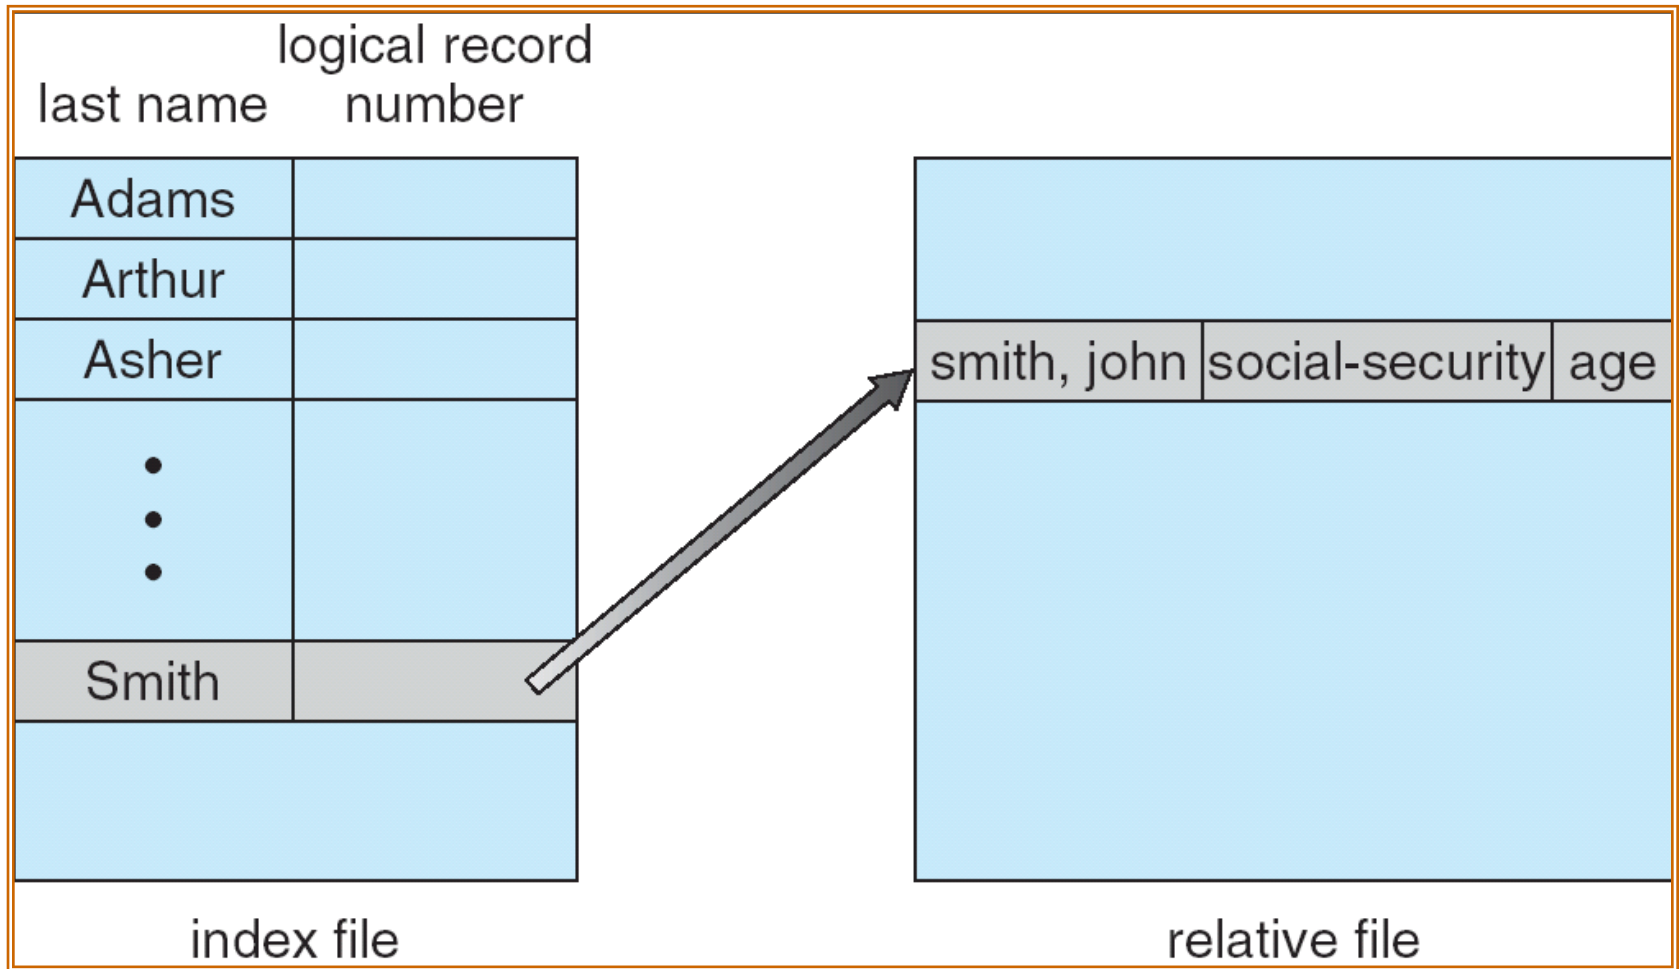 logical record
last name number
Adams
Arthur
Asher
Smith
smith, john social-security age
index file
relative file